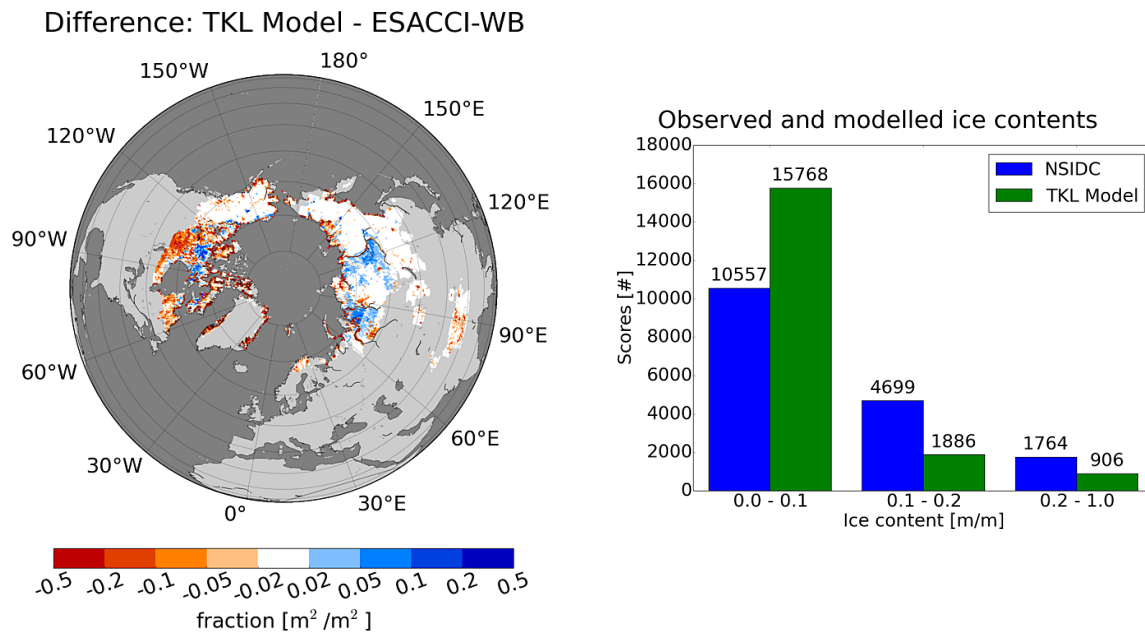 Difference: TKL Model - ESACCI-WB
180°
150°W
150°E
120°W
120°E
90°W
90°E
60°W
60°E
30°W
30°E
0°
-0.5 -0.2 -0.1 -0.05 -0.02 0.02 0.05 0.1 0.2 0.5
fraction [m² /m² ]
Observed and modelled ice contents
18000
16000
14000
12000
10000
8000
6000
4000
2000
0
Scores [#]
NSIDC
TKL Model
15768
10557
4699
1886
1764
906
0.0 - 0.1 0.1 - 0.2 0.2 - 1.0
Ice content [m/m]